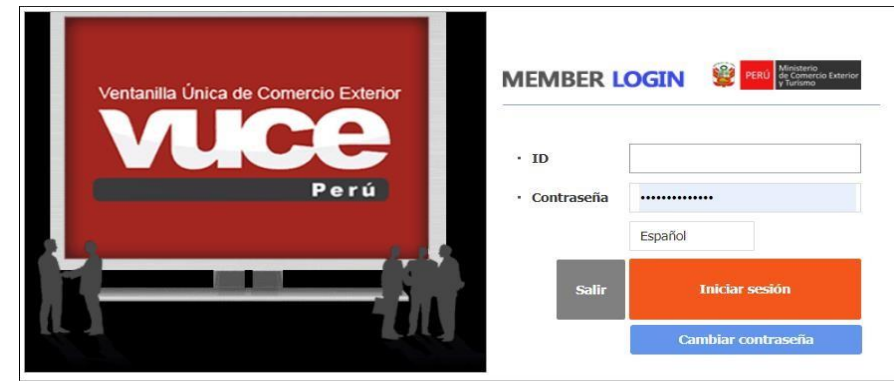 Ventanilla Única de Comercio Exterior
vuce
Perú
MEMBER LOGIN
PERÚ
Ministerio
de Comercio Exterior
y Turismo
· ID
· Contraseña ••••••••••••••
Español
Salir
Iniciar sesión
Cambiar contraseña